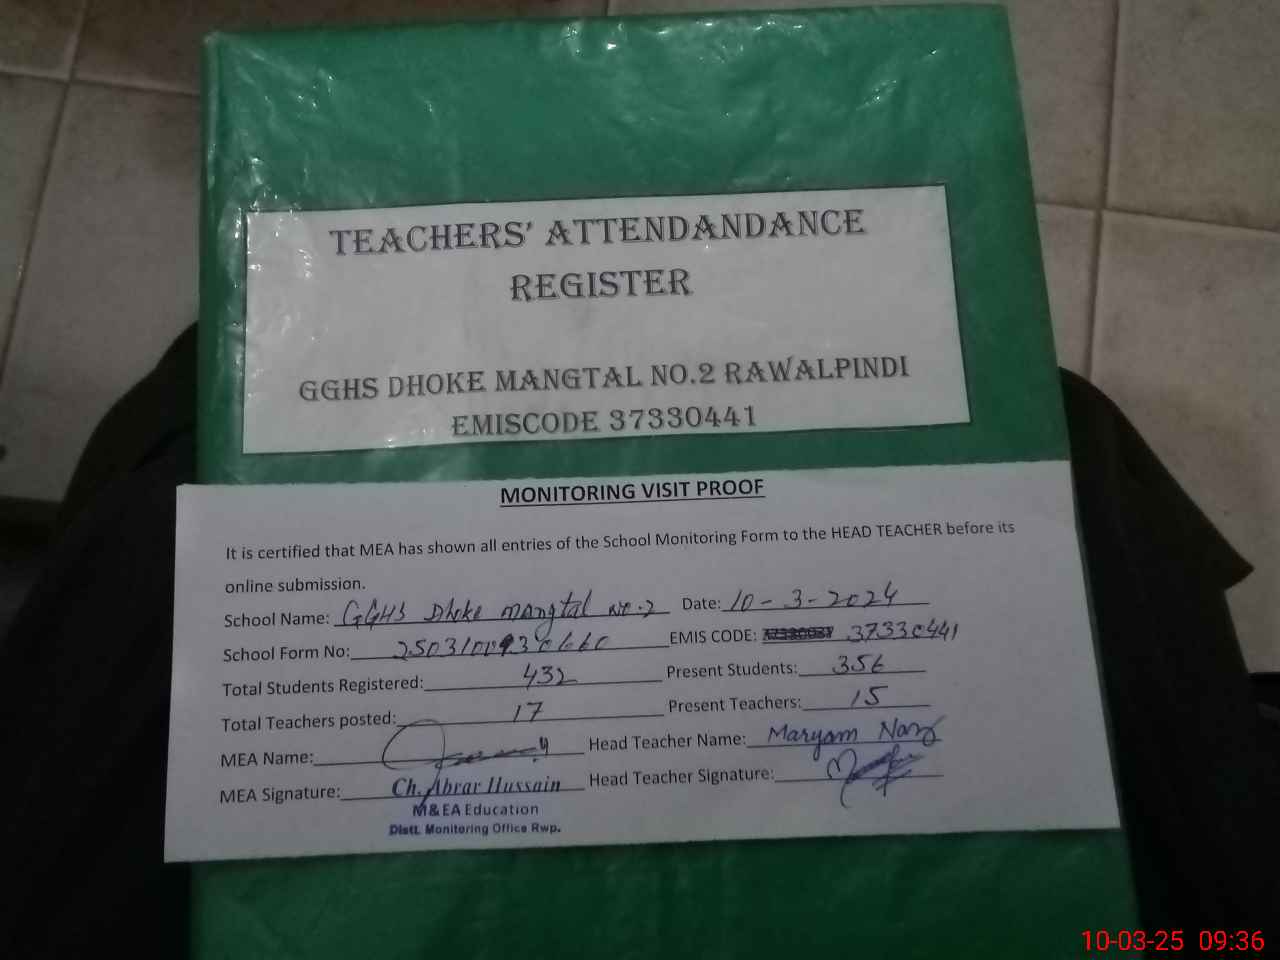 TEACHERS' ATTENDANDANCE
REGISTER
GGHS DHOKE MANGTAL NO.2 RAWALPINDI
EMISCODE 37330441
MONITORING VISIT PROOF
It is certified that MEA has shown all entries of the School Monitoring Form to the HEAD TEACHER before its
online submission.
School Name: GGHS Dhoke Mangtal No.2 Date: 10-3-2024
School Form No: EMIS CODE: 37330441
Total Students Registered: 432 Present Students: 356
Total Teachers posted: 17 Present Teachers: 15
MEA Name: Head Teacher Name: Maryam Naz
MEA Signature: Ch. Abrar Hussain Head Teacher Signature:
M&EA Education
Distt. Monitoring Office Rwp.
10-03-25 09:36